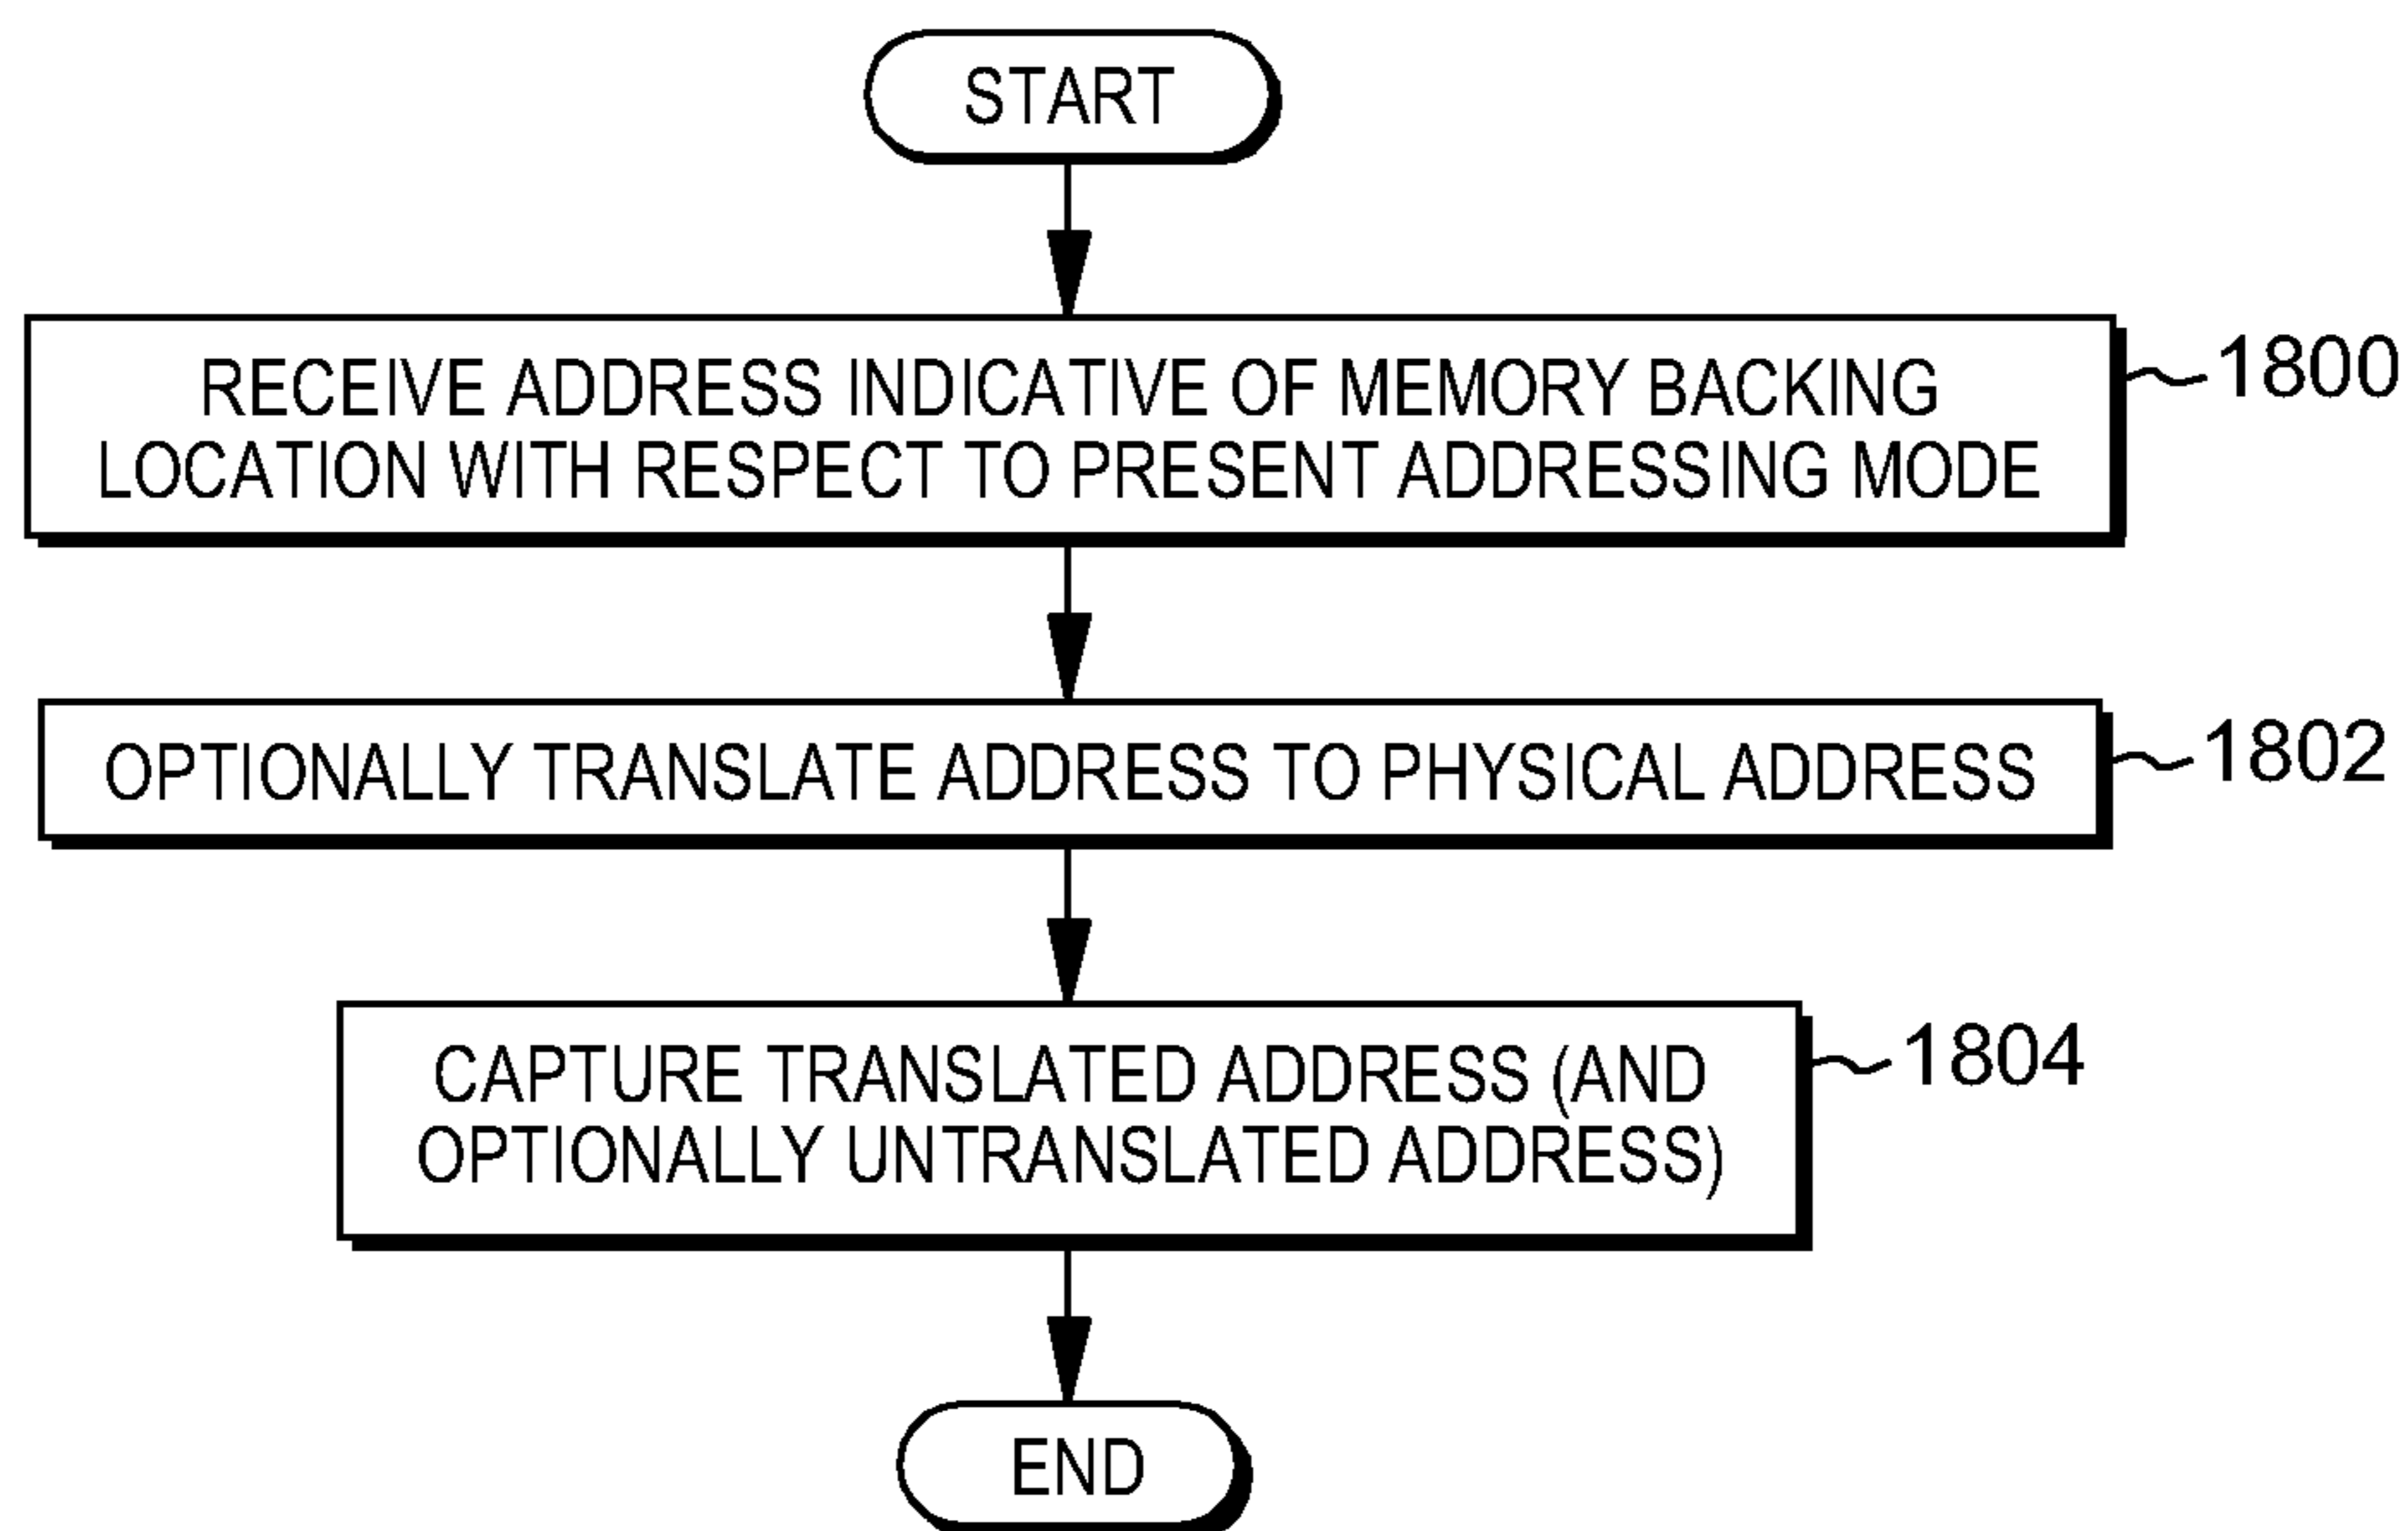 START
RECEIVE ADDRESS INDICATIVE OF MEMORY BACKING
LOCATION WITH RESPECT TO PRESENT ADDRESSING MODE
1800
OPTIONALLY TRANSLATE ADDRESS TO PHYSICAL ADDRESS
1802
CAPTURE TRANSLATED ADDRESS (AND
OPTIONALLY UNTRANSLATED ADDRESS)
1804
END